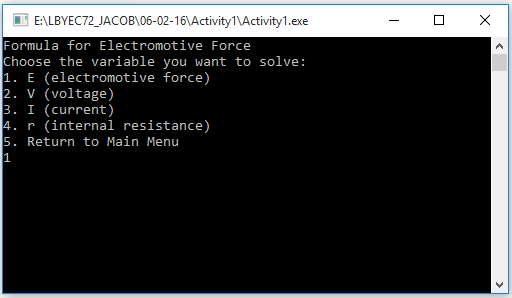 E:\LBYEC72_JACOB\06-02-16\Activity1\Activity1.exe
Formula for Electromotive Force
Choose the variable you want to solve:
1. E (electromotive force)
2. V (voltage)
3. I (current)
4. r (internal resistance)
5. Return to Main Menu
1